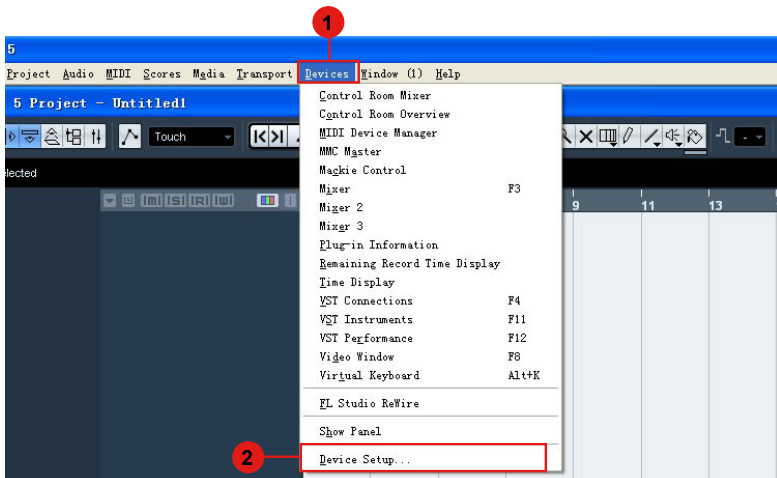 1
5
Project Audio MIDI Scores Media Transport Devices Window (1) Help
5 Project - Untitled1
Touch
lected
[M] [S] [R] [W]
9 11 13
Control Room Mixer
Control Room Overview
MIDI Device Manager
MMC Master
Mackie Control
Mixer F3
Mixer 2
Mixer 3
Plug-in Information
Remaining Record Time Display
Time Display
VST Connections F4
VST Instruments F11
VST Performance F12
Video Window F8
Virtual Keyboard Alt+K
FL Studio ReWire
Show Panel
2
Device Setup...